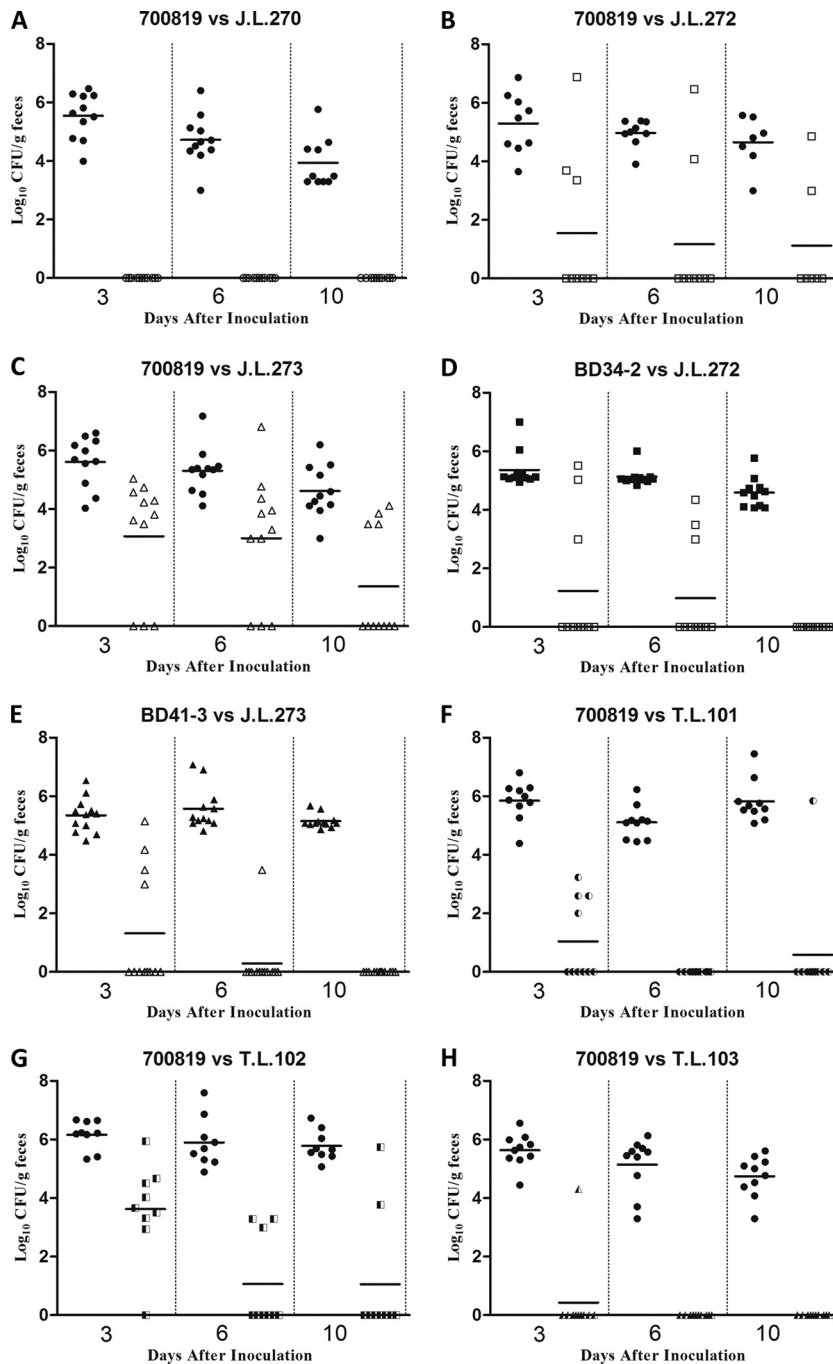 A
700819 vs J.L.270
Log10 CFU/g feces
8
6
4
2
0
3
6
10
Days After Inoculation
B
700819 vs J.L.272
Log10 CFU/g feces
8
6
4
2
0
3
6
10
Days After Inoculation
C
700819 vs J.L.273
Log10 CFU/g feces
8
6
4
2
0
3
6
10
Days After Inoculation
D
BD34-2 vs J.L.272
Log10 CFU/g feces
8
6
4
2
0
3
6
10
Days After Inoculation
E
BD41-3 vs J.L.273
Log10 CFU/g feces
8
6
4
2
0
3
6
10
Days After Inoculation
F
700819 vs T.L.101
Log10 CFU/g feces
8
6
4
2
0
3
6
10
Days After Inoculation
G
700819 vs T.L.102
Log10 CFU/g feces
8
6
4
2
0
3
6
10
Days After Inoculation
H
700819 vs T.L.103
Log10 CFU/g feces
8
6
4
2
0
3
6
10
Days After Inoculation